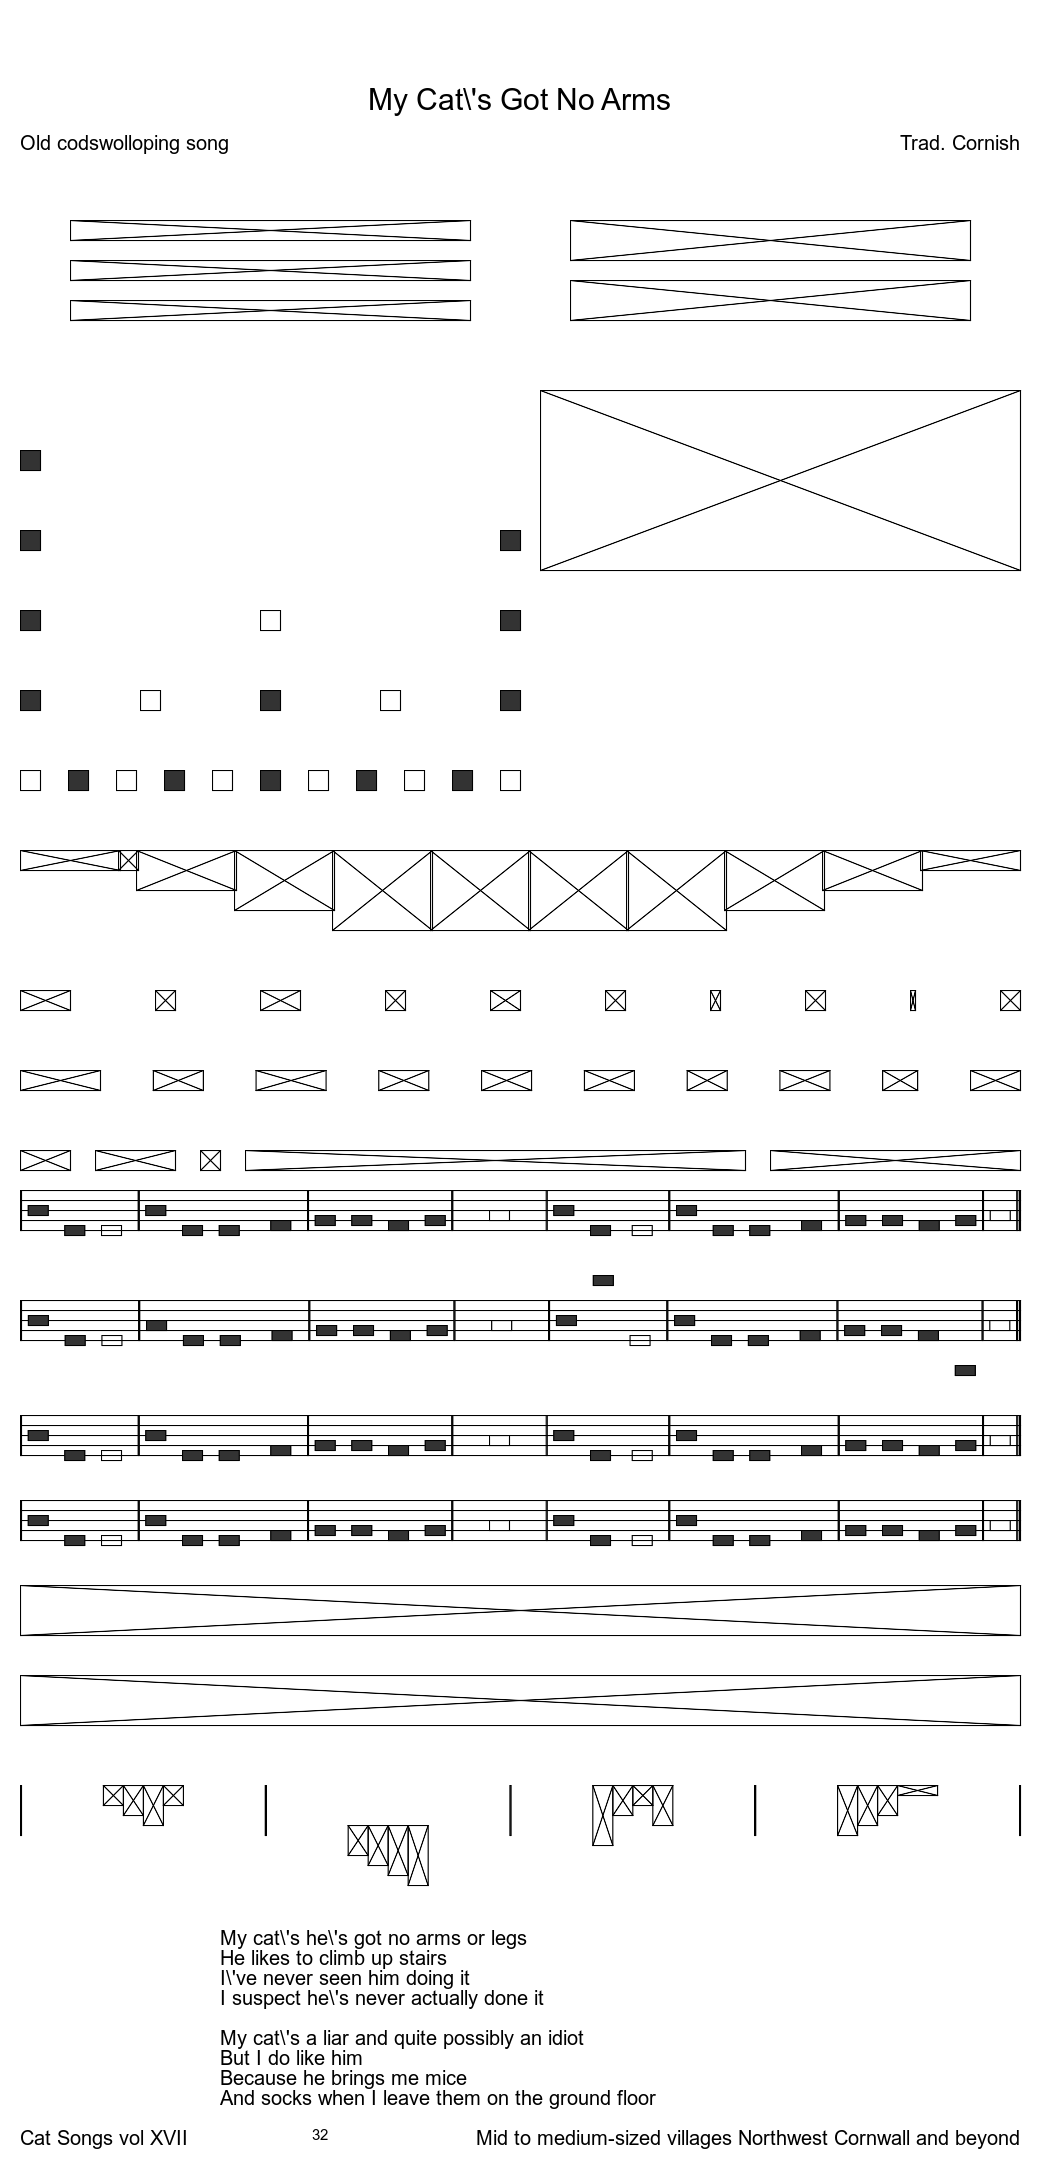 My Cat\'s Got No Arms
Old codswolloping song
Trad. Cornish
My cat\'s he\'s got no arms or legs
He likes to climb up stairs
I\'ve never seen him doing it
I suspect he\'s never actually done it
My cat\'s a liar and quite possibly an idiot
But I do like him
Because he brings me mice
And socks when I leave them on the ground floor
Cat Songs vol XVII
32
Mid to medium-sized villages Northwest Cornwall and beyond